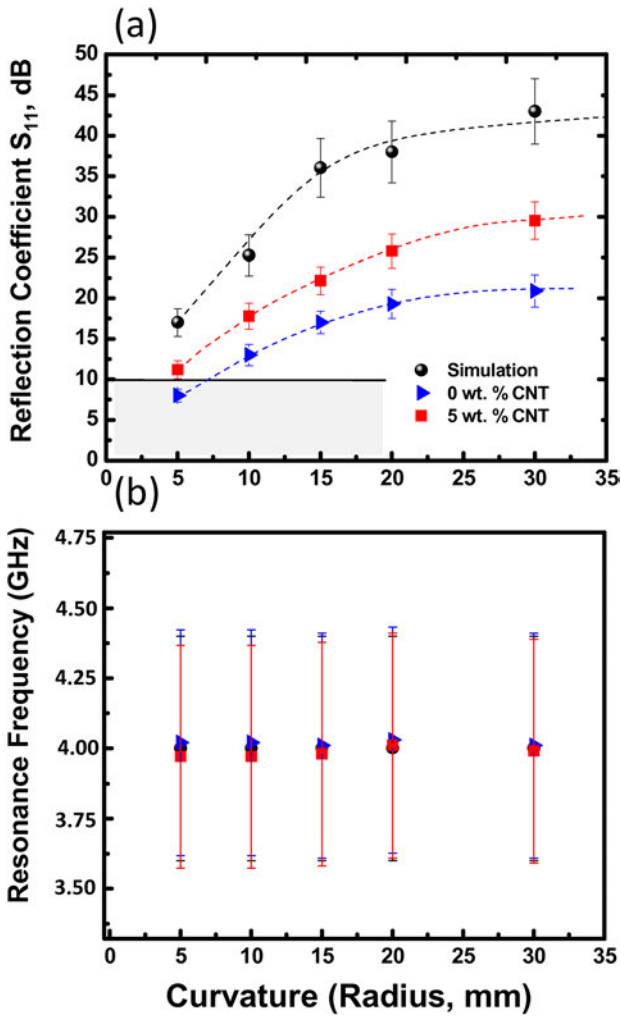 (a)
Reflection Coefficient S11, dB
50
45
40
35
30
25
20
15
10
5
0
Simulation
0 wt. % CNT
5 wt. % CNT
0 5 10 15 20 25 30 35
(b)
Resonance Frequency (GHz)
4.75
4.50
4.25
4.00
3.75
3.50
0 5 10 15 20 25 30 35
Curvature (Radius, mm)